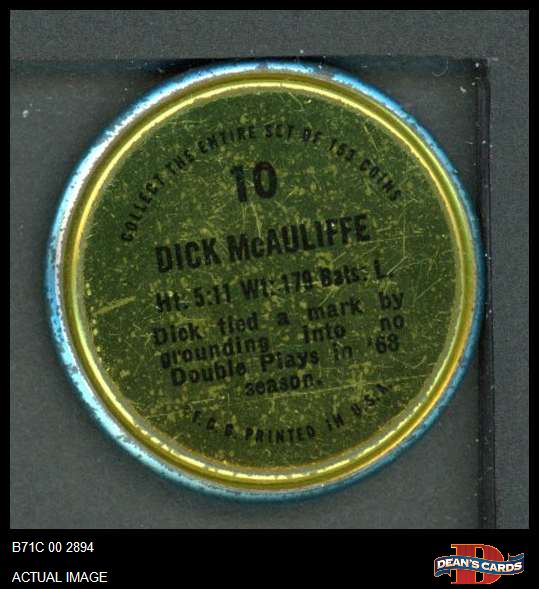 COLLECT THE ENTIRE SET OF 153 COINS
10
DICK McAULIFFE
Ht. 5:11 Wt: 179 Bats: L.
Dick tied a mark by
grounding into no
Double Plays in '68
season.
T.C.G. PRINTED IN U.S.A.
B71C 00 2894
ACTUAL IMAGE
D
DEAN'S CARDS